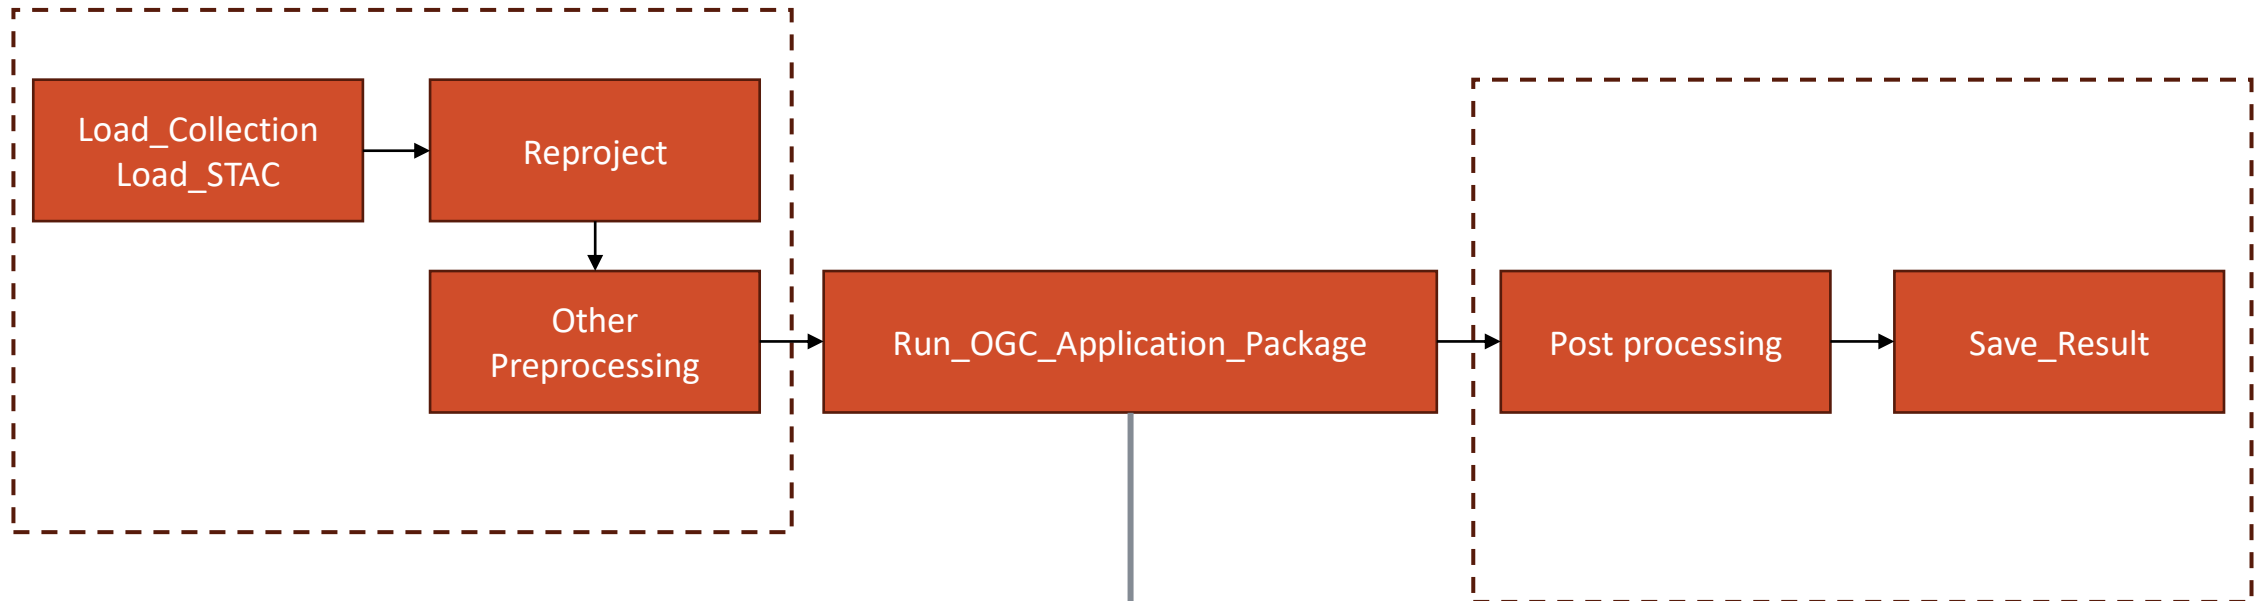 Load_Collection
Load_STAC
Reproject
Other
Preprocessing
Run_OGC_Application_Package
Post processing
Save_Result